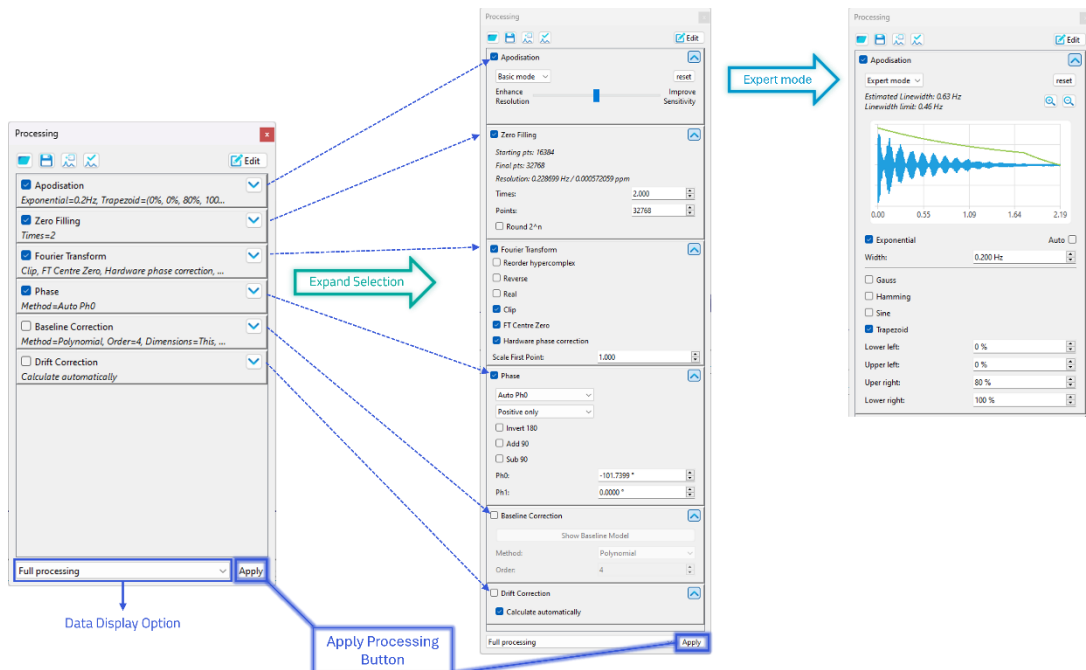 Processing
x
Edit
Apodisation
Exponential=0.2Hz, Trapezoid=(0%, 0%, 80%, 100...
Zero Filling
Times=2
Fourier Transform
Clip, FT Centre Zero, Hardware phase correction, ...
Phase
Method=Auto Ph0
Baseline Correction
Method=Polynomial, Order=4, Dimensions=This, ...
Drift Correction
Calculate automatically
Full processing
Apply
Data Display Option
Apply Processing
Button
Expand Selection
Processing
Edit
Apodisation
Basic mode
reset
Enhance
Resolution
Improve
Sensitivity
Zero Filling
Starting pts: 16384
Final pts: 32768
Resolution: 0.228699 Hz / 0.000572059 ppm
Times:
2.000
Points:
32768
Round 2^n
Fourier Transform
Reorder hypercomplex
Reverse
Real
Clip
FT Centre Zero
Hardware phase correction
Scale First Point:
1.000
Phase
Auto Ph0
Positive only
Invert 180
Add 90
Sub 90
Ph0:
-101.7399 °
Ph1:
0.0000 °
Baseline Correction
Show Baseline Model
Method:
Polynomial
Order:
4
Drift Correction
Calculate automatically
Full processing
Apply
Expert mode
Processing
Edit
Apodisation
Expert mode
reset
Estimated Linewidth: 0.63 Hz
Linewidth limit: 0.46 Hz
0.00 0.55 1.09 1.64 2.19
Exponential
Auto
Width:
0.200 Hz
Gauss
Hamming
Sine
Trapezoid
Lower left:
0 %
Upper left:
0 %
Uper right:
80 %
Lower right:
100 %